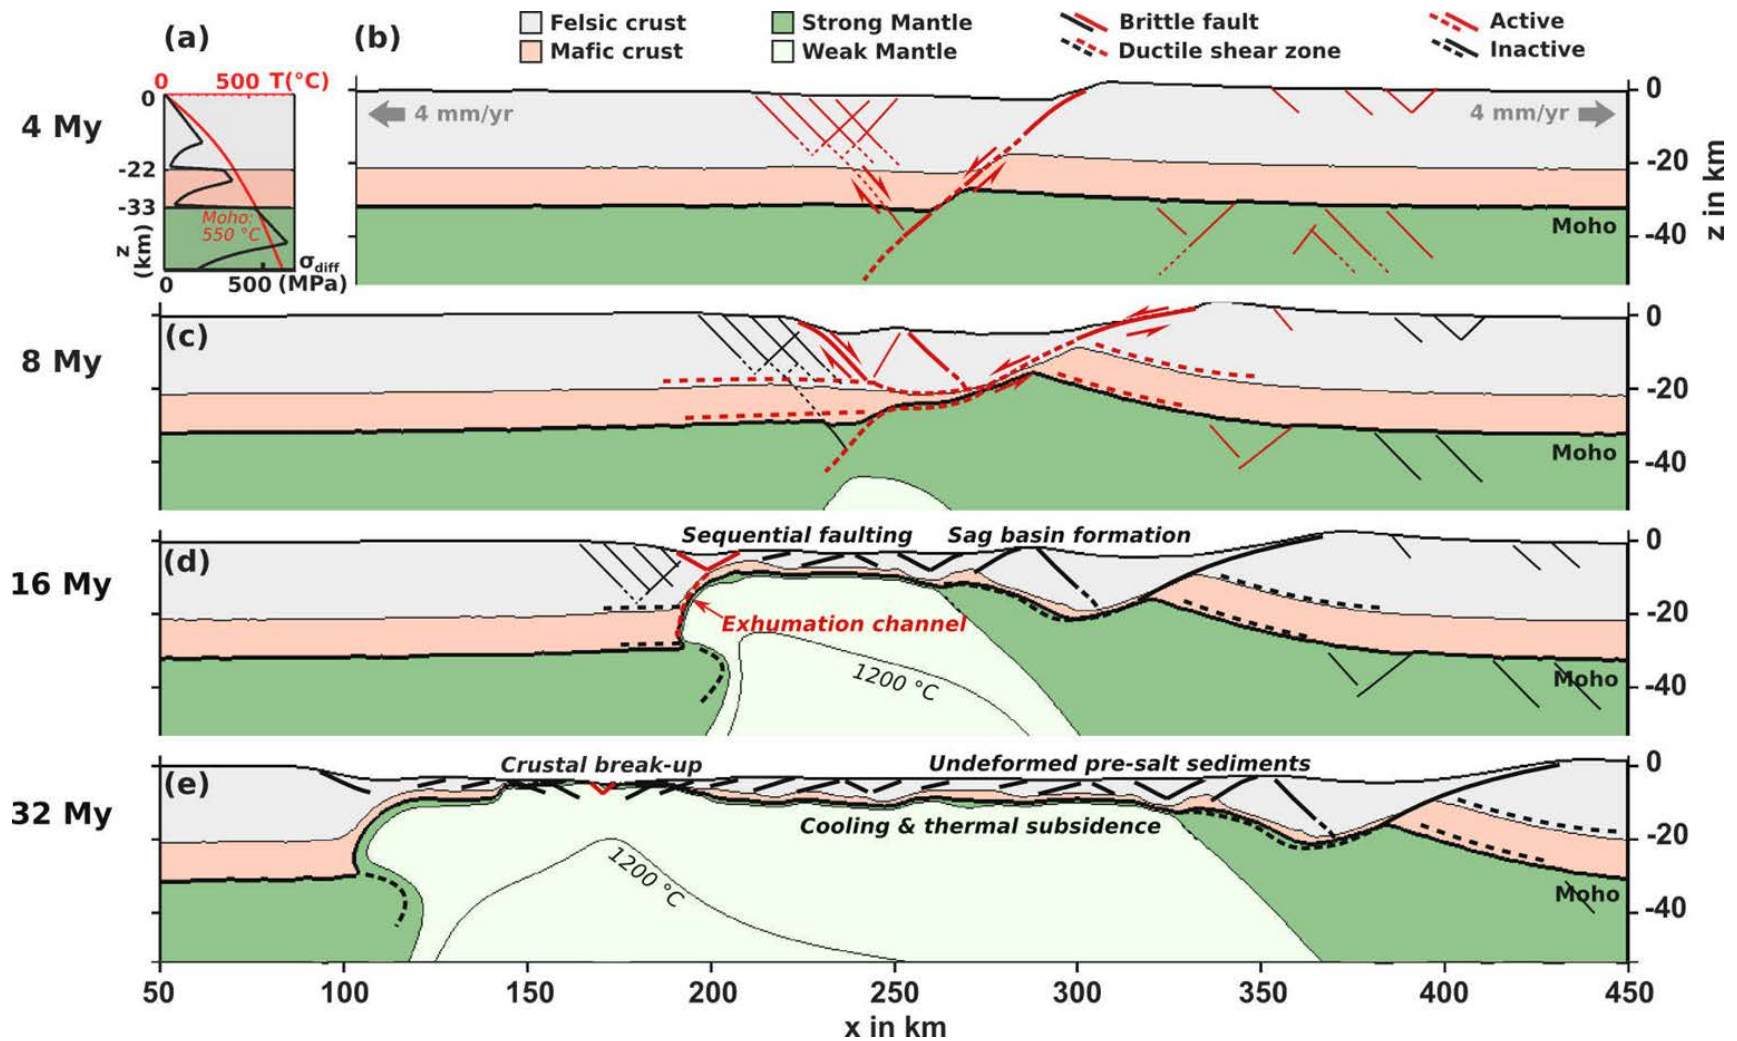 (a)
(b)
Felsic crust
Mafic crust
Strong Mantle
Weak Mantle
Brittle fault
Ductile shear zone
Active
Inactive
0 500 T(°C)
0
-22
-33
z
(km)
Moho:
550 °C
σdiff
0 500 (MPa)
4 My
4 mm/yr
4 mm/yr
Moho
0
-20
-40
z in km
8 My
(c)
Moho
0
-20
-40
16 My
(d)
Sequential faulting
Sag basin formation
Exhumation channel
1200 °C
Moho
0
-20
-40
32 My
(e)
Crustal break-up
Undeformed pre-salt sediments
Cooling & thermal subsidence
1200 °C
Moho
0
-20
-40
50 100 150 200 250 300 350 400 450
x in km